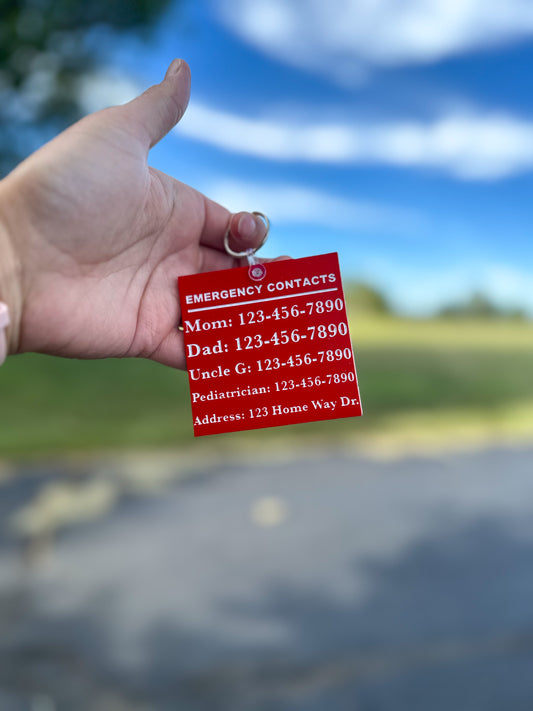 EMERGENCY CONTACTS
Mom: 123-456-7890
Dad: 123-456-7890
Uncle G: 123-456-7890
Pediatrician: 123-456-7890
Address: 123 Home Way Dr.